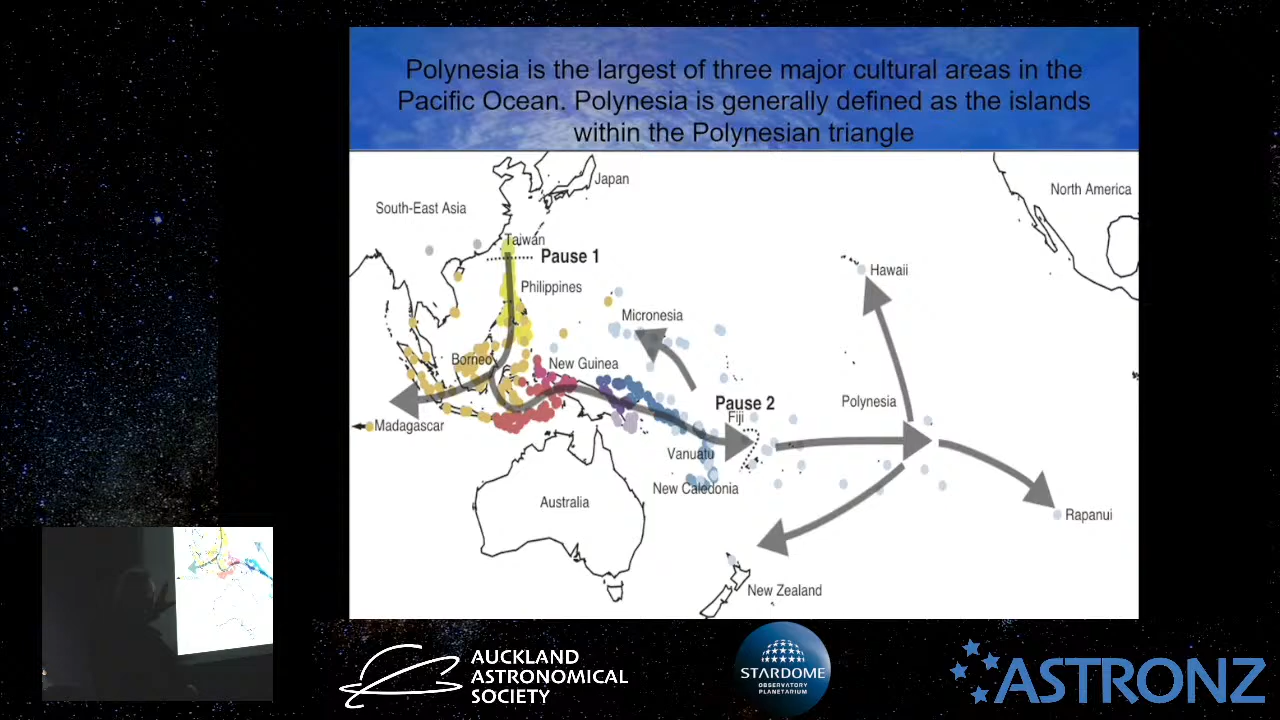 Polynesia is the largest of three major cultural areas in the
Pacific Ocean. Polynesia is generally defined as the islands
within the Polynesian triangle
Japan
North America
South-East Asia
Taiwan
Pause 1
Hawaii
Philippines
Micronesia
Borneo
New Guinea
Pause 2
Polynesia
Fiji
Madagascar
Vanuatu
New Caledonia
Australia
Rapanui
New Zealand
AUCKLAND
ASTRONOMICAL
SOCIETY
STARDOME
OBSERVATORY
PLANETARIUM
ASTRONZ